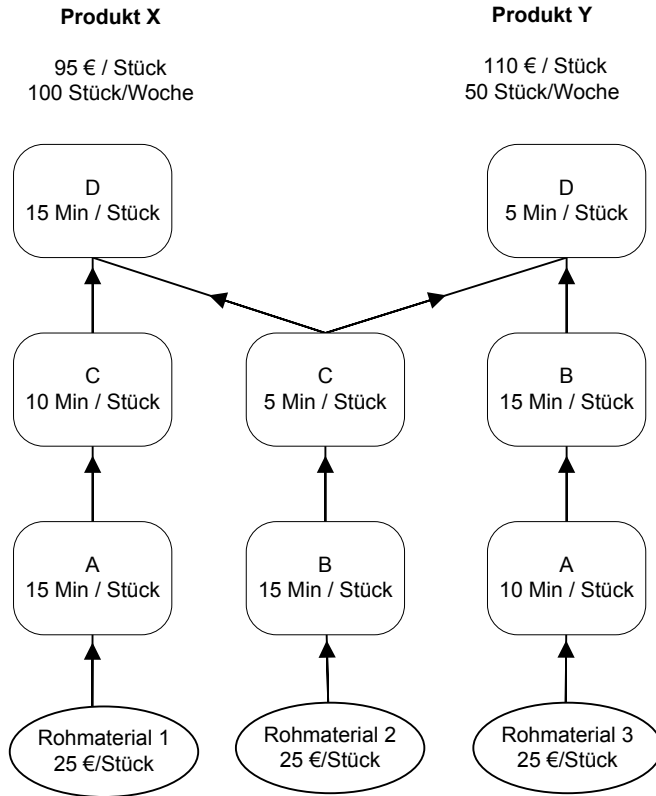 Produkt X
Produkt Y
95 € / Stück
100 Stück/Woche
110 € / Stück
50 Stück/Woche
D
15 Min / Stück
D
5 Min / Stück
C
10 Min / Stück
C
5 Min / Stück
B
15 Min / Stück
A
15 Min / Stück
B
15 Min / Stück
A
10 Min / Stück
Rohmaterial 1
25 €/Stück
Rohmaterial 2
25 €/Stück
Rohmaterial 3
25 €/Stück